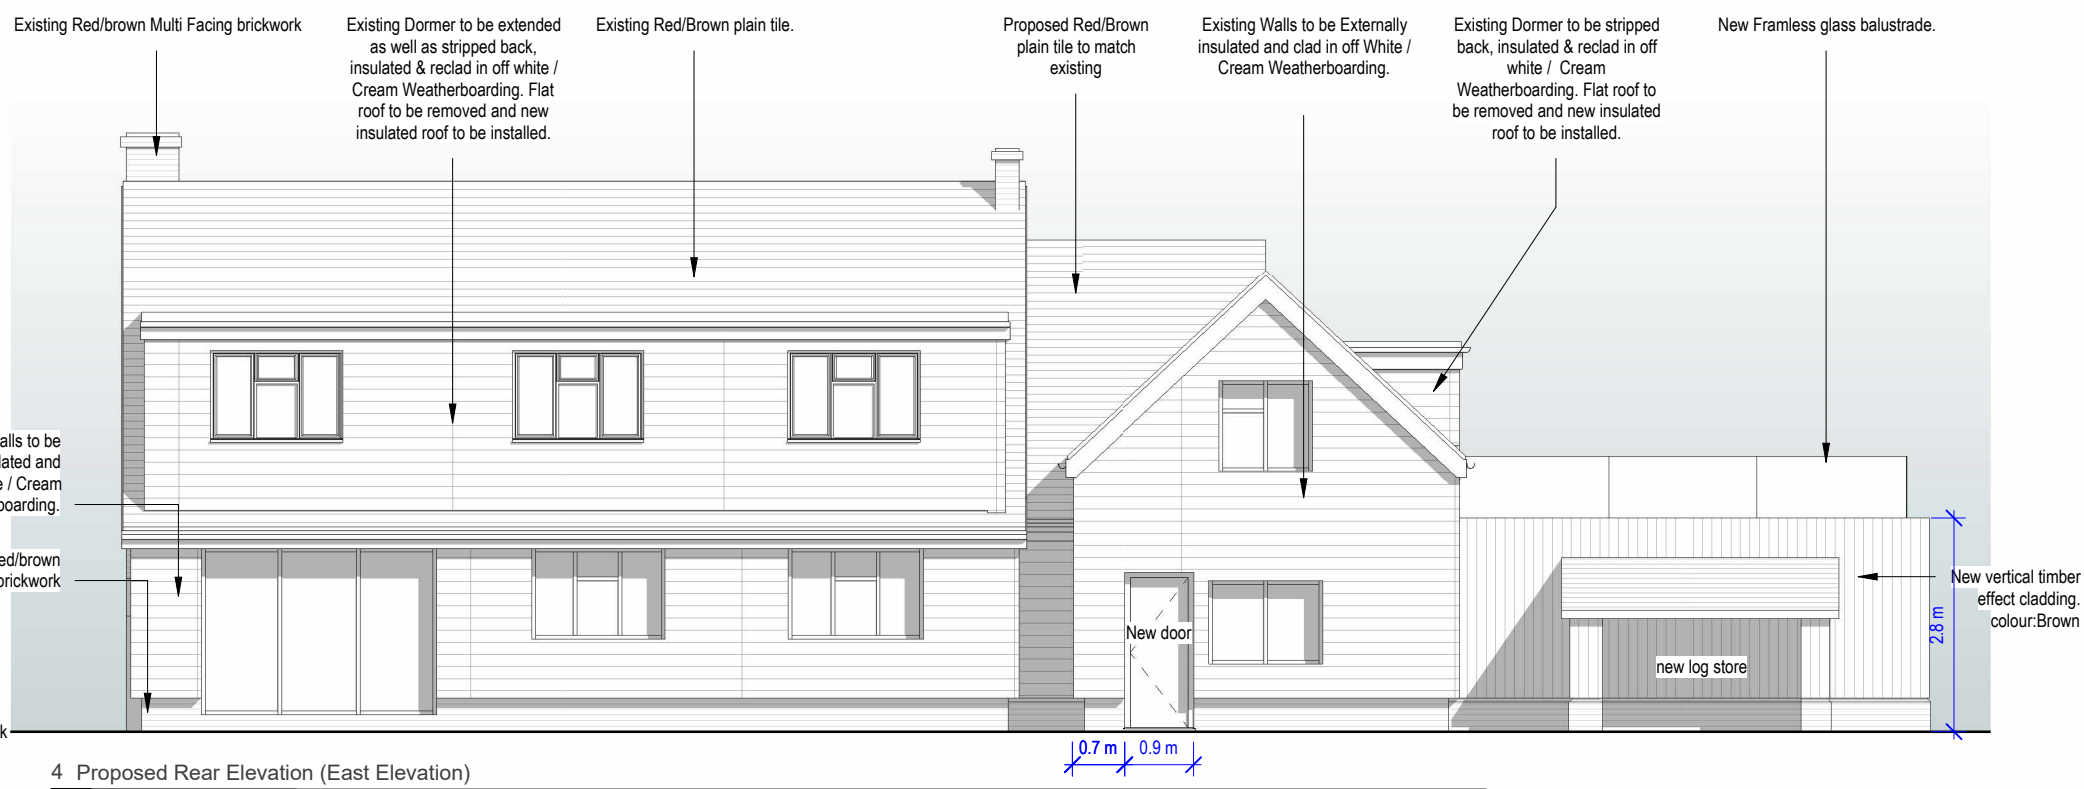 Existing Red/brown Multi Facing brickwork
Existing Dormer to be extended
as well as stripped back,
insulated & reclad in off white /
Cream Weatherboarding. Flat
roof to be removed and new
insulated roof to be installed.
Existing Red/Brown plain tile.
Proposed Red/Brown
plain tile to match
existing
Existing Walls to be Externally
insulated and clad in off White /
Cream Weatherboarding.
Existing Dormer to be stripped
back, insulated & reclad in off
white / Cream
Weatherboarding. Flat roof to
be removed and new insulated
roof to be installed.
New Framless glass balustrade.
alls to be
lated and
e / Cream
boarding.
ed/brown
brickwork
k
New door
new log store
New vertical timber
effect cladding.
colour:Brown
2.8 m
0.7 m
0.9 m
4 Proposed Rear Elevation (East Elevation)